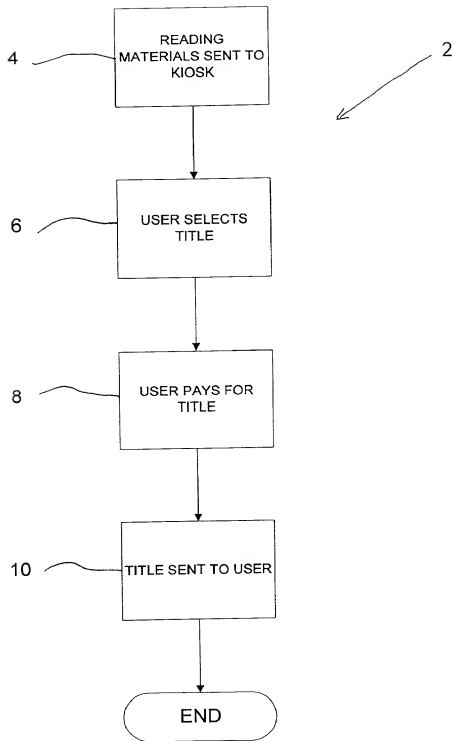 4
READING
MATERIALS SENT TO
KIOSK
2
6
USER SELECTS
TITLE
8
USER PAYS FOR
TITLE
10
TITLE SENT TO USER
END